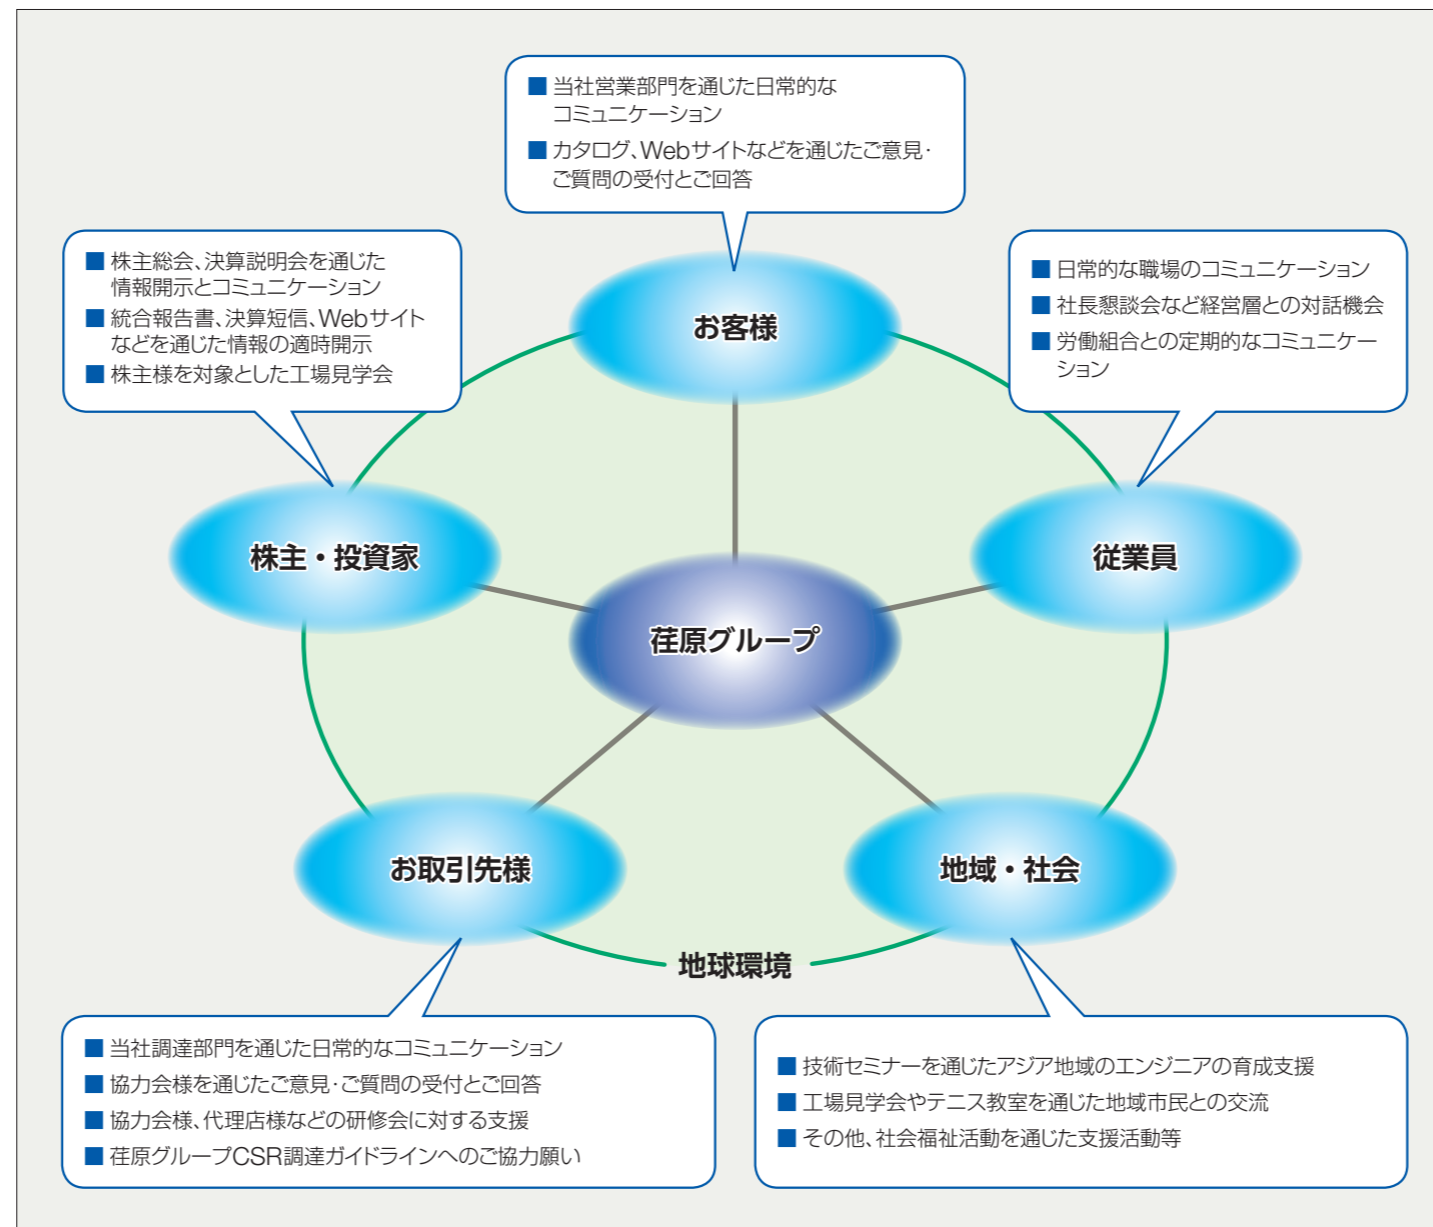 ■ 当社営業部門を通じた日常的な
コミュニケーション
■ カタログ、Webサイトなどを通じたご意見・
ご質問の受付とご回答
■ 株主総会、決算説明会を通じた
情報開示とコミュニケーション
■ 統合報告書、決算短信、Webサイト
などを通じた情報の適時開示
■ 株主様を対象とした工場見学会
■ 日常的な職場のコミュニケーション
■ 社長懇談会など経営層との対話機会
■ 労働組合との定期的なコミュニケー
ション
お客様
株主・投資家
従業員
荏原グループ
お取引先様
地域・社会
地球環境
■ 当社調達部門を通じた日常的なコミュニケーション
■ 協力会様を通じたご意見・ご質問の受付とご回答
■ 協力会様、代理店様などの研修会に対する支援
■ 荏原グループCSR調達ガイドラインへのご協力願い
■ 技術セミナーを通じたアジア地域のエンジニアの育成支援
■ 工場見学会やテニス教室を通じた地域市民との交流
■ その他、社会福祉活動を通じた支援活動等